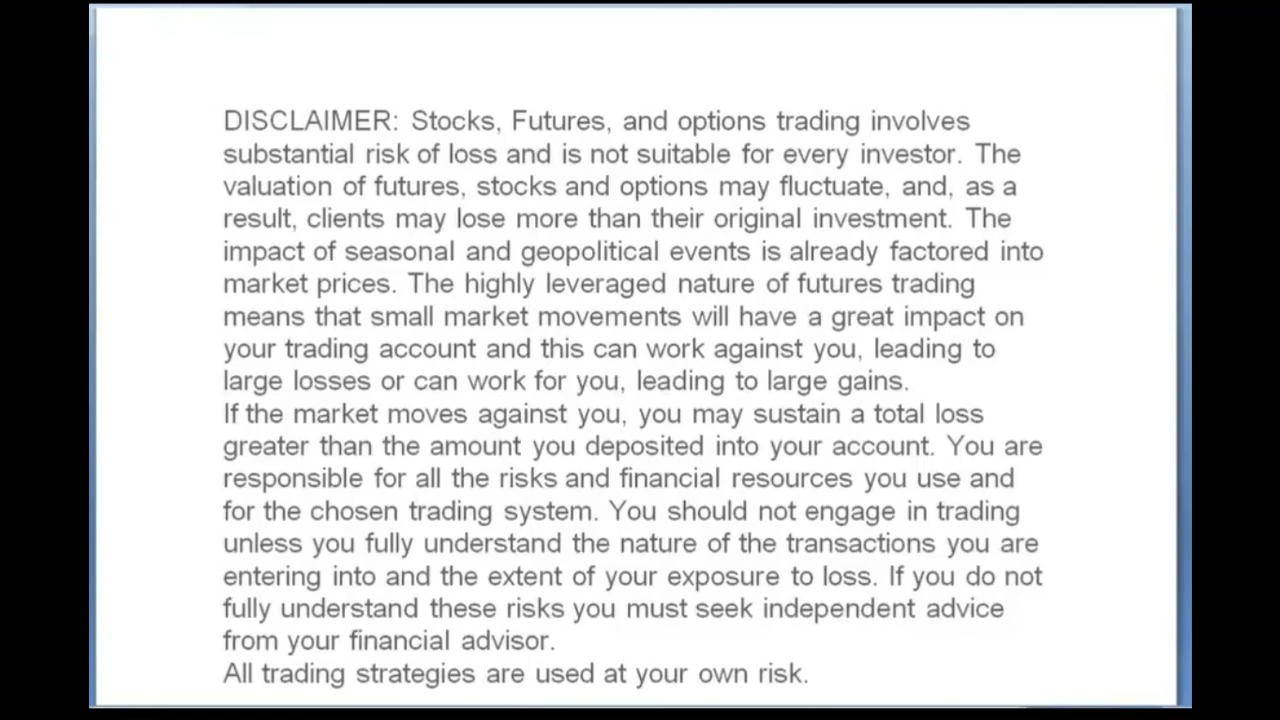 DISCLAIMER: Stocks, Futures, and options trading involves
substantial risk of loss and is not suitable for every investor. The
valuation of futures, stocks and options may fluctuate, and, as a
result, clients may lose more than their original investment. The
impact of seasonal and geopolitical events is already factored into
market prices. The highly leveraged nature of futures trading
means that small market movements will have a great impact on
your trading account and this can work against you, leading to
large losses or can work for you, leading to large gains.
If the market moves against you, you may sustain a total loss
greater than the amount you deposited into your account. You are
responsible for all the risks and financial resources you use and
for the chosen trading system. You should not engage in trading
unless you fully understand the nature of the transactions you are
entering into and the extent of your exposure to loss. If you do not
fully understand these risks you must seek independent advice
from your financial advisor.
All trading strategies are used at your own risk.